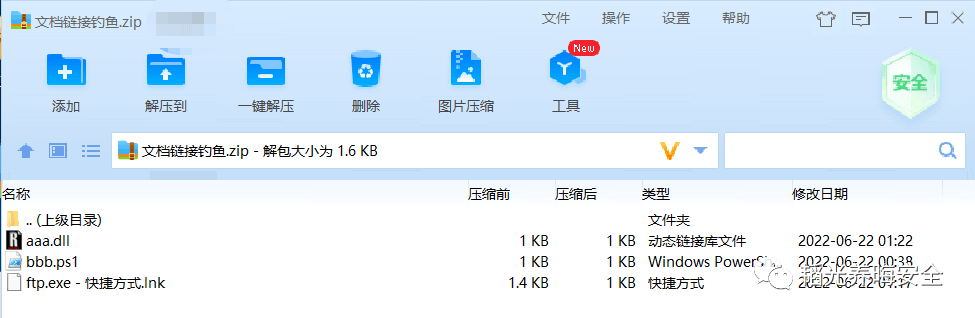 文档链接钓鱼.zip
文件 操作 设置 帮助
New
添加 解压到 一键解压 删除 图片压缩 工具
安全
文档链接钓鱼.zip - 解包大小为 1.6 KB
名称 压缩前 压缩后 类型 修改日期
.. (上级目录) 文件夹
aaa.dll 1 KB 1 KB 动态链接库文件 2022-06-22 01:22
bbb.ps1 1 KB 1 KB Windows PowerS 2022-06-22 00:38
ftp.exe - 快捷方式.lnk 1.4 KB 1 KB 快捷方式 2022-06-22
韬光养晦安全